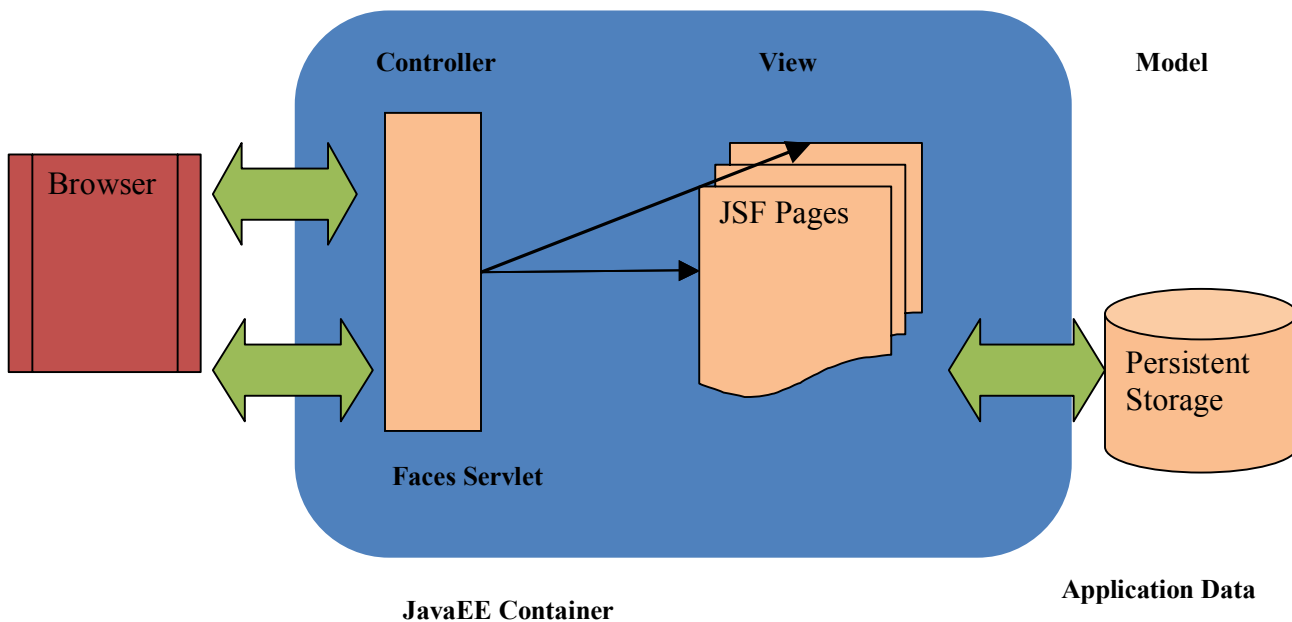 Controller
View
Model
Browser
JSF Pages
Persistent
Storage
Faces Servlet
Application Data
JavaEE Container